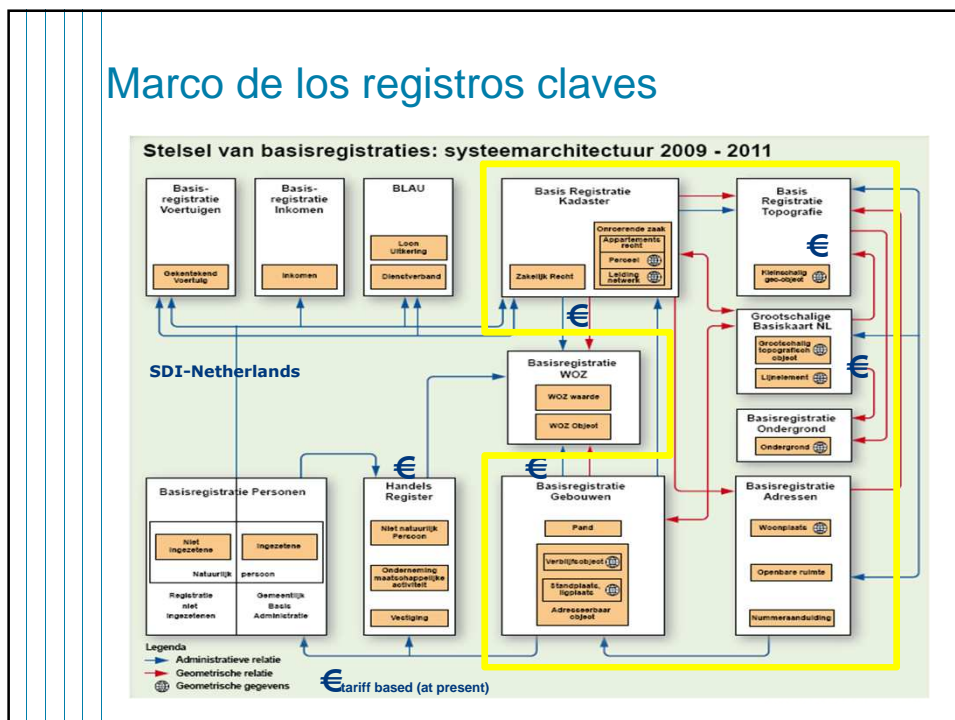 Marco de los registros claves
Stelsel van basisregistraties: systeemarchitectuur 2009 - 2011
Basis-
registratie
Voertuigen
Gekentekend
Voertuig
Basis-
registratie
Inkomen
Inkomen
BLAU
Loon
Uitkering
Dienstverband
Basis Registratie
Kadaster
Onroerende zaak
Appartements
recht
Perceel
Leiding
netwerk
Zakelijk Recht
Basis
Registratie
Topografie
€
Kleinschalig
geo-object
€
Grootschalige
Basiskaart NL
Grootschalig
topografisch
object
Lijnelement
€
SDI-Netherlands
Basisregistratie
WOZ
WOZ waarde
WOZ Object
Basisregistratie
Ondergrond
Ondergrond
€
€
Basisregistratie Personen
Niet
Ingezetene
Ingezetene
Natuurlijk persoon
Registratie
niet
ingezetenen
Gemeentlijk
Basis
Administratie
Handels
Register
Niet natuurlijk
Persoon
Onderneming
maatschappelijke
activiteit
Vestiging
Basisregistratie
Gebouwen
Pand
Verblijfsobject
Standplaats,
ligplaats
Adresseerbaar
object
Basisregistratie
Adressen
Woonplaats
Openbare ruimte
Nummeraanduiding
Legenda
Administratieve relatie
Geometrische relatie
Geometrische gegevens
€ tariff based (at present)